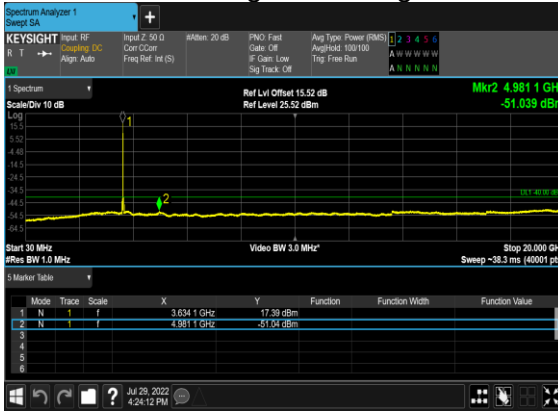 Spectrum Analyzer 1
Swept SA
+
KEYSIGHT Input: RF Input Z: 50 Ω #Atten: 20 dB PNO: Fast Avg Type: Power (RMS) 1 2 3 4 5 6
R T Coupling: DC Corr CCorr Gate: Off Avg|Hold: 100/100 A W W W W W
Align: Auto Freq Ref: Int (S) IF Gain: Low Trig: Free Run
Sig Track: Off A N N N N N
1 Spectrum Ref Lvl Offset 15.52 dB Mkr2 4.981 1 GH
Scale/Div 10 dB Ref Level 25.52 dBm -51.039 dBr
Log
15.5
5.52
-4.48
-14.5
-24.5
-34.5
-44.5
-54.5
-64.5
1
2
DL1 -40.00 dB
Start 30 MHz Video BW 3.0 MHz* Stop 20.000 GH
#Res BW 1.0 MHz Sweep ~38.3 ms (40001 pt
5 Marker Table
Mode Trace Scale X Y Function Function Width Function Value
1 N 1 f 3.634 1 GHz 17.39 dBm
2 N 1 f 4.981 1 GHz -51.04 dBm
3
4
5
6
? Jul 29, 2022
4:24:12 PM